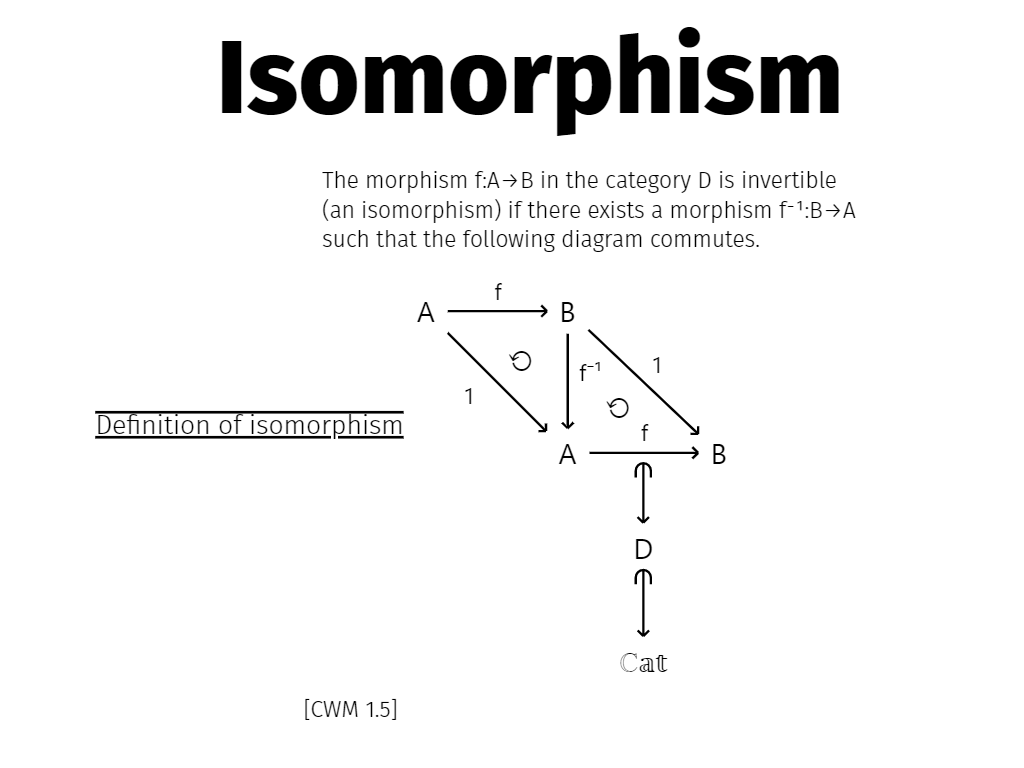 Isomorphism
The morphism f:A→B in the category D is invertible
(an isomorphism) if there exists a morphism f⁻¹:B→A
such that the following diagram commutes.
f
A B
f⁻¹ 1
1
Definition of isomorphism
f
A B
D
ℂ𝕒𝕥
[CWM 1.5]